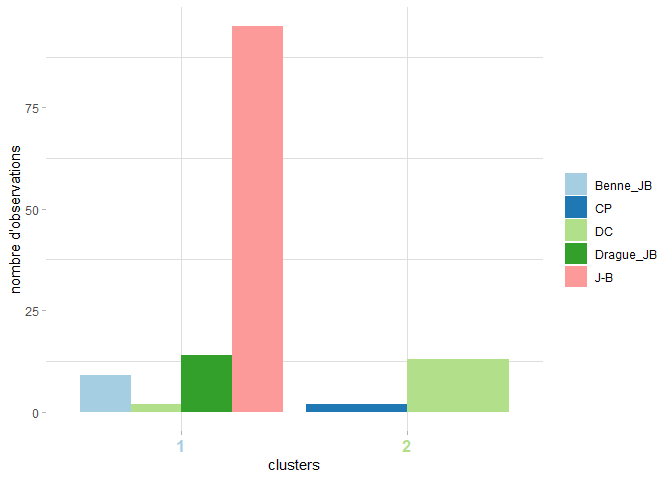 nombre d'observations
75
50
25
0
1
2
clusters
Benne_JB
CP
DC
Drague_JB
J-B